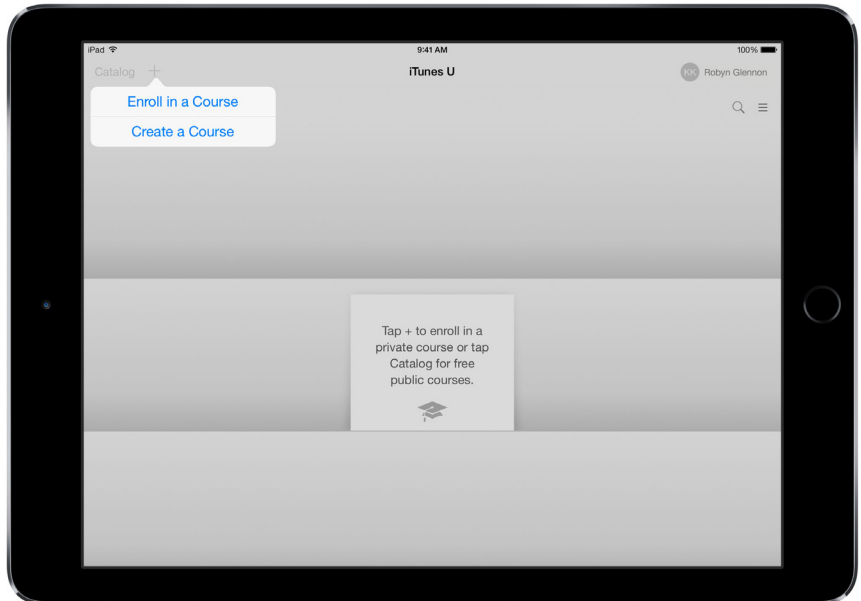 iPad 9:41 AM 100%
Catalog + iTunes U KK Robyn Glennon
Enroll in a Course
Create a Course
Tap + to enroll in a
private course or tap
Catalog for free
public courses.